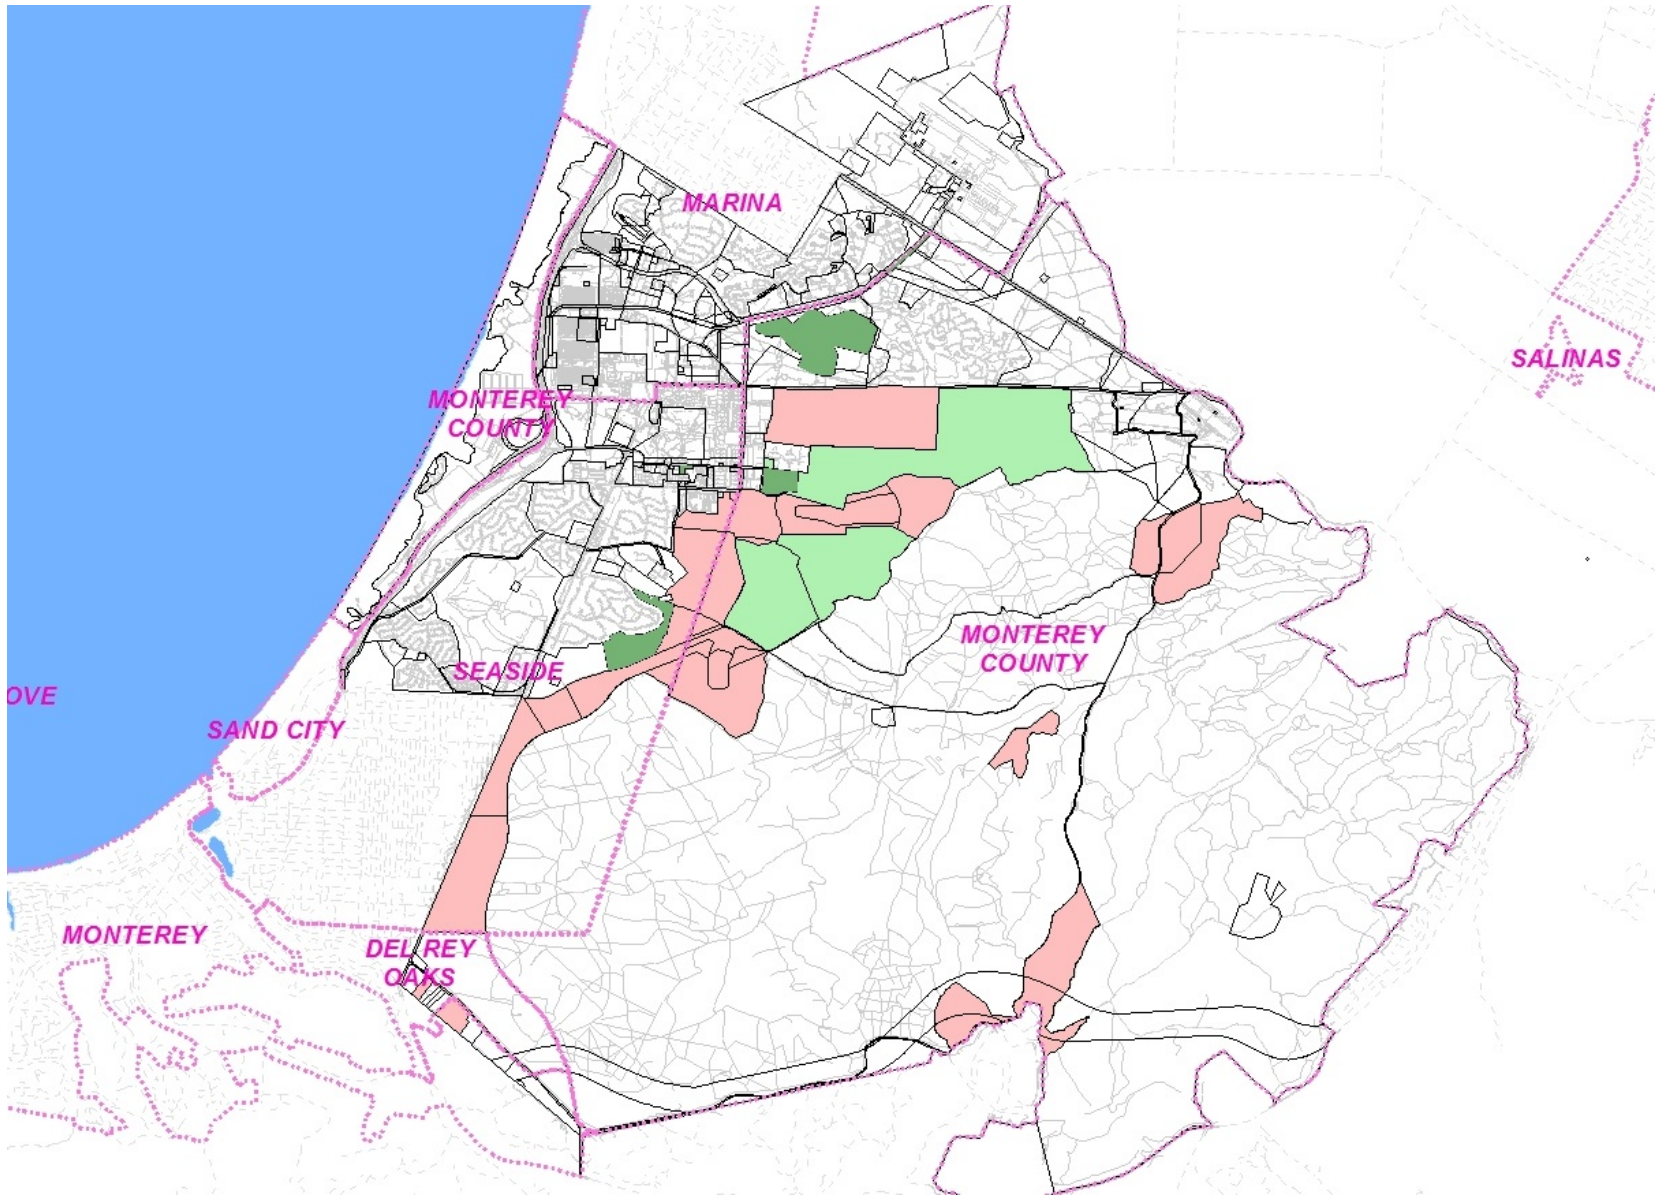 MARINA
SALINAS
MONTEREY
COUNTY
MONTEREY
COUNTY
SEASIDE
OVE
SAND CITY
MONTEREY
DEL REY
OAKS